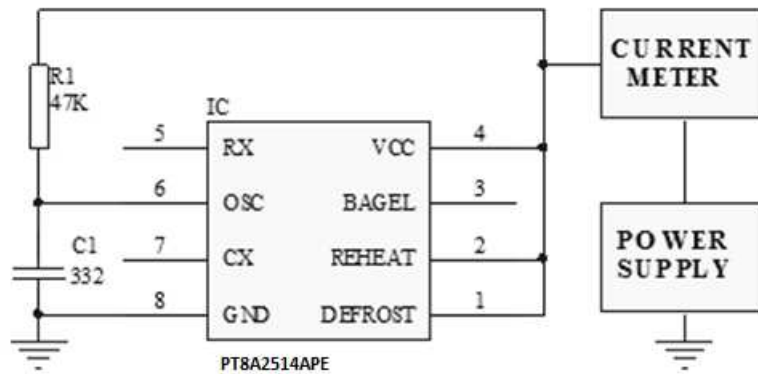 CURRENT
METER
R1
47K
IC
5
RX
VCC
4
6
OSC
BAGEL
3
7
CX
REHEAT
2
C1
332
8
GND
DEFROST
1
POWER
SUPPLY
PT8A2514APE